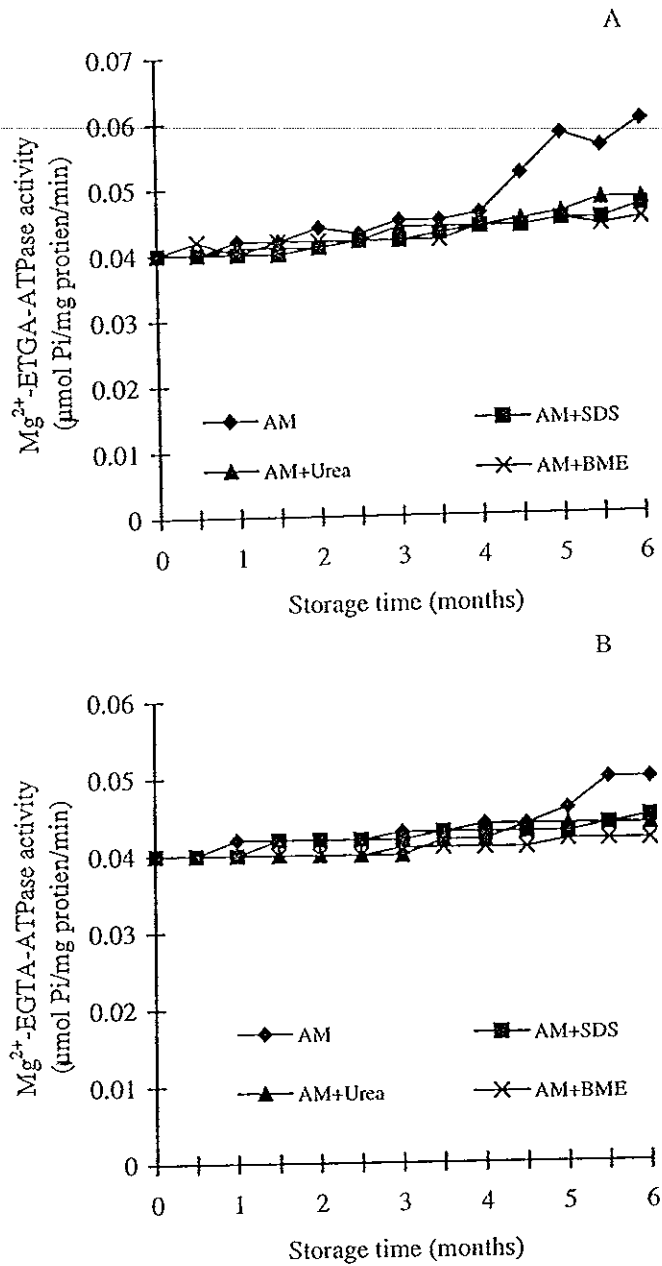 A
0.07
0.06
0.05
0.04
0.03
0.02
0.01
0
Mg²⁺-ETGA-ATPase activity
(μmol Pi/mg protien/min)
AM
AM+SDS
AM+Urea
AM+BME
0 1 2 3 4 5 6
Storage time (months)
B
0.06
0.05
0.04
0.03
0.02
0.01
0
Mg²⁺-EGTA-ATPase activity
(μmol Pi/mg protien/min)
AM
AM+SDS
AM+Urea
AM+BME
0 1 2 3 4 5 6
Storage time (months)